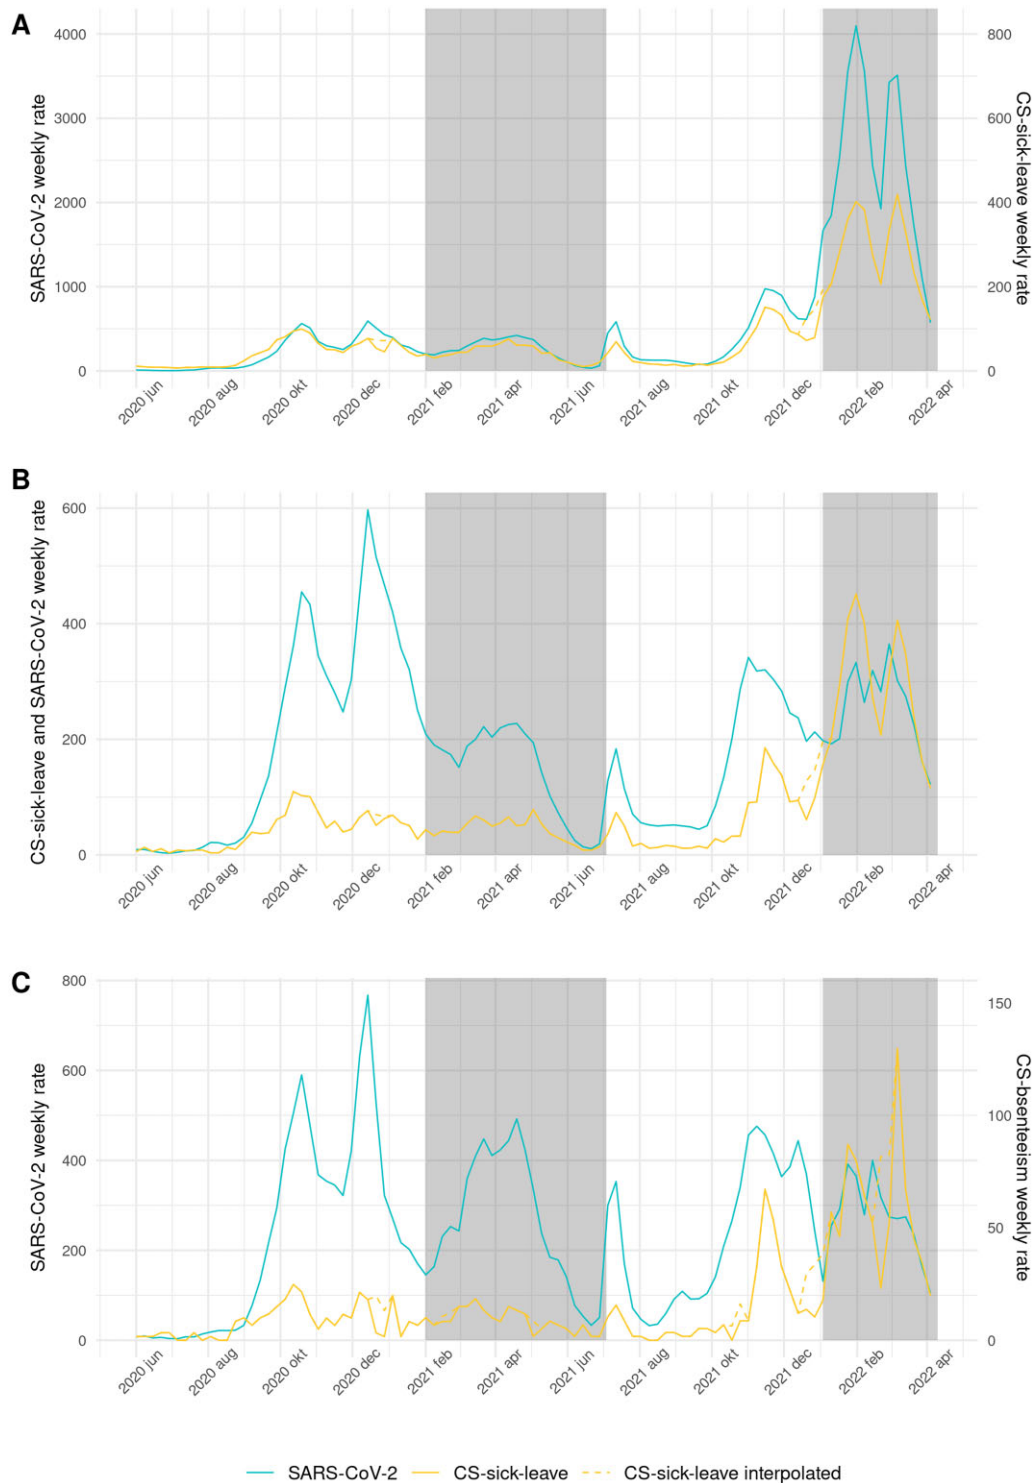 A
SARS-CoV-2 weekly rate
4000
3000
2000
1000
0
800
600
400
200
0
CS-sick-leave weekly rate
2020 jun
2020 aug
2020 okt
2020 dec
2021 feb
2021 apr
2021 jun
2021 aug
2021 okt
2021 dec
2022 feb
2022 apr
B
CS-sick-leave and SARS-CoV-2 weekly rate
600
400
200
0
2020 jun
2020 aug
2020 okt
2020 dec
2021 feb
2021 apr
2021 jun
2021 aug
2021 okt
2021 dec
2022 feb
2022 apr
C
SARS-CoV-2 weekly rate
800
600
400
200
0
150
100
50
0
CS-bsenteeism weekly rate
2020 jun
2020 aug
2020 okt
2020 dec
2021 feb
2021 apr
2021 jun
2021 aug
2021 okt
2021 dec
2022 feb
2022 apr
SARS-CoV-2 CS-sick-leave CS-sick-leave interpolated